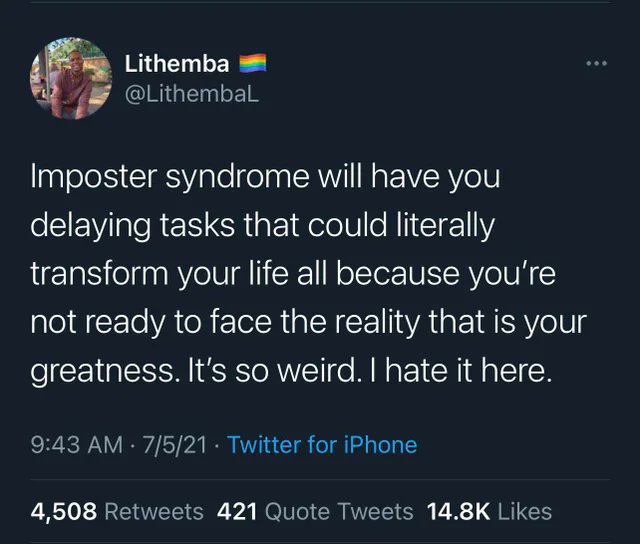 Lithemba 🏳️‍🌈
@LithembaL
Imposter syndrome will have you
delaying tasks that could literally
transform your life all because you’re
not ready to face the reality that is your
greatness. It’s so weird. I hate it here.
9:43 AM · 7/5/21 · Twitter for iPhone
4,508 Retweets 421 Quote Tweets 14.8K Likes